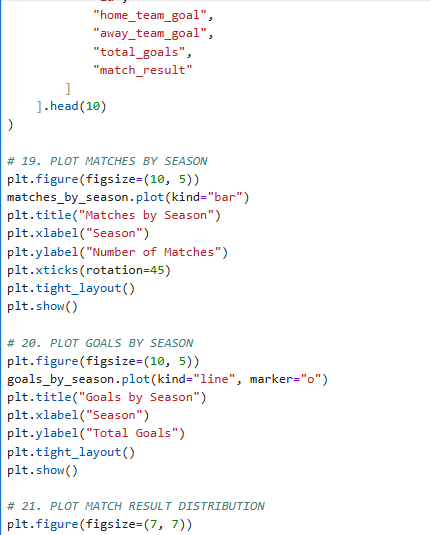 "home_team_goal",
"away_team_goal",
"total_goals",
"match_result"
]
].head(10)
)
# 19. PLOT MATCHES BY SEASON
plt.figure(figsize=(10, 5))
matches_by_season.plot(kind="bar")
plt.title("Matches by Season")
plt.xlabel("Season")
plt.ylabel("Number of Matches")
plt.xticks(rotation=45)
plt.tight_layout()
plt.show()
# 20. PLOT GOALS BY SEASON
plt.figure(figsize=(10, 5))
goals_by_season.plot(kind="line", marker="o")
plt.title("Goals by Season")
plt.xlabel("Season")
plt.ylabel("Total Goals")
plt.tight_layout()
plt.show()
# 21. PLOT MATCH RESULT DISTRIBUTION
plt.figure(figsize=(7, 7))